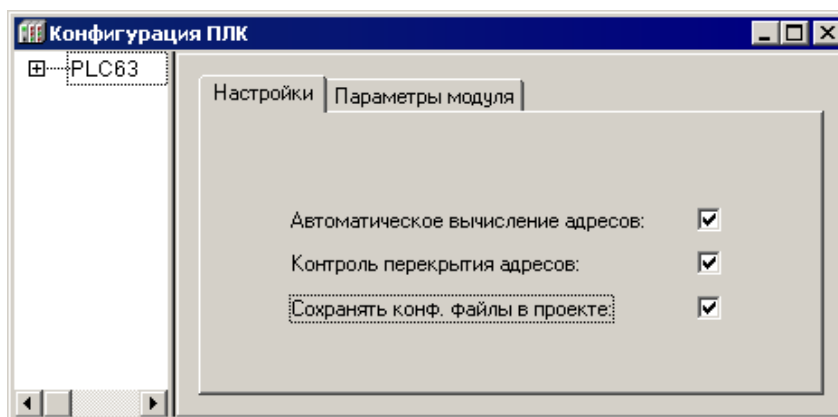 Конфигурация ПЛК
PLC63
Настройки
Параметры модуля
Автоматическое вычисление адресов:
Контроль перекрытия адресов:
Сохранять конф. файлы в проекте: